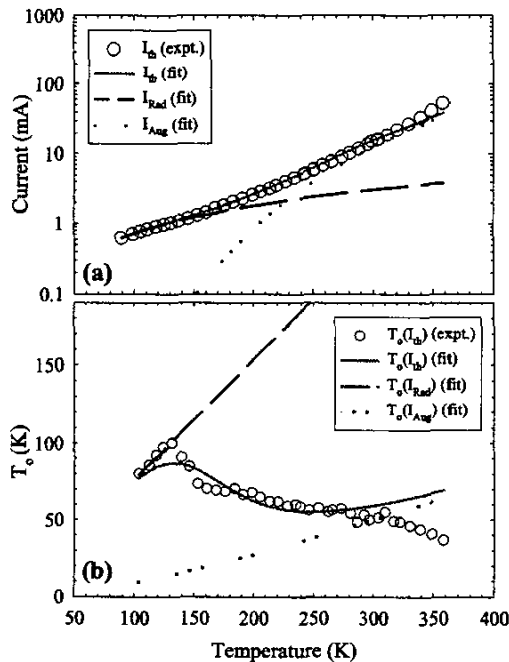 1000
100
10
1
0.1
Current (mA)
I_th (expt.)
I_th (fit)
I_Rad (fit)
I_Aug (fit)
(a)
150
100
50
0
T_o (K)
T_o(I_th) (expt.)
T_o(I_th) (fit)
T_o(I_Rad) (fit)
T_o(I_Aug) (fit)
(b)
50 100 150 200 250 300 350 400
Temperature (K)